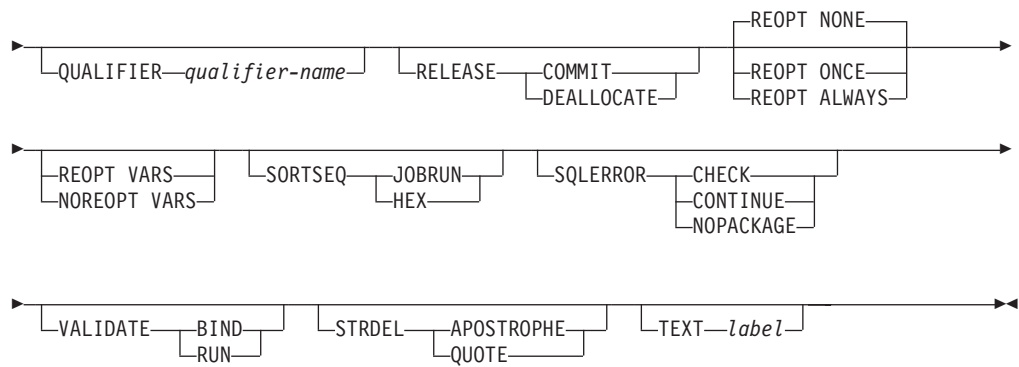 REOPT NONE
QUALIFIER qualifier-name RELEASE COMMIT REOPT ONCE
DEALLOCATE REOPT ALWAYS
REOPT VARS SORTSEQ JOBRUN SQLERROR CHECK
NOREOPT VARS HEX CONTINUE
NOPACKAGE
VALIDATE BIND STRDEL APOSTROPHE TEXT label
RUN QUOTE